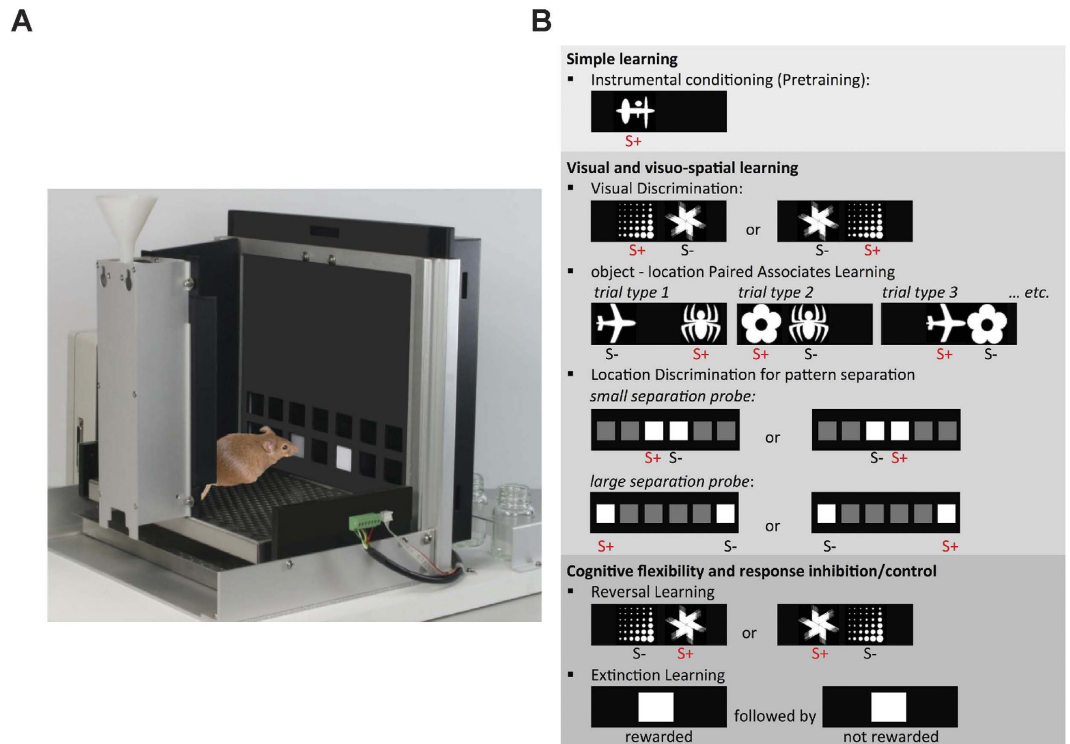 A
B
Simple learning
▪ Instrumental conditioning (Pretraining):
S+
Visual and visuo-spatial learning
▪ Visual Discrimination:
or
S+ S- S- S+
▪ object - location Paired Associates Learning
trial type 1 trial type 2 trial type 3 ... etc.
S- S+ S+ S- S+ S-
▪ Location Discrimination for pattern separation
small separation probe:
or
S+ S- S- S+
large separation probe:
or
S+ S- S- S+
Cognitive flexibility and response inhibition/control
▪ Reversal Learning
or
S- S+ S+ S-
▪ Extinction Learning
followed by
rewarded not rewarded